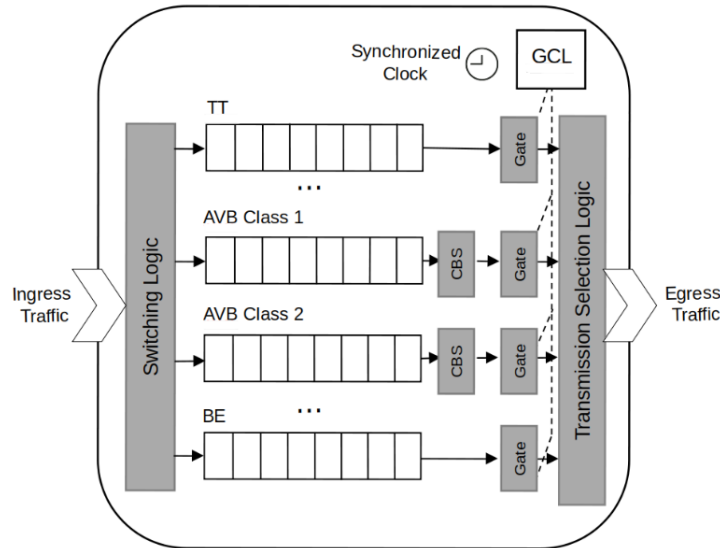 Synchronized
Clock
GCL
TT
Gate
...
AVB Class 1
CBS
Gate
Ingress
Traffic
Switching Logic
Transmission Selection Logic
Egress
Traffic
AVB Class 2
CBS
Gate
...
BE
Gate